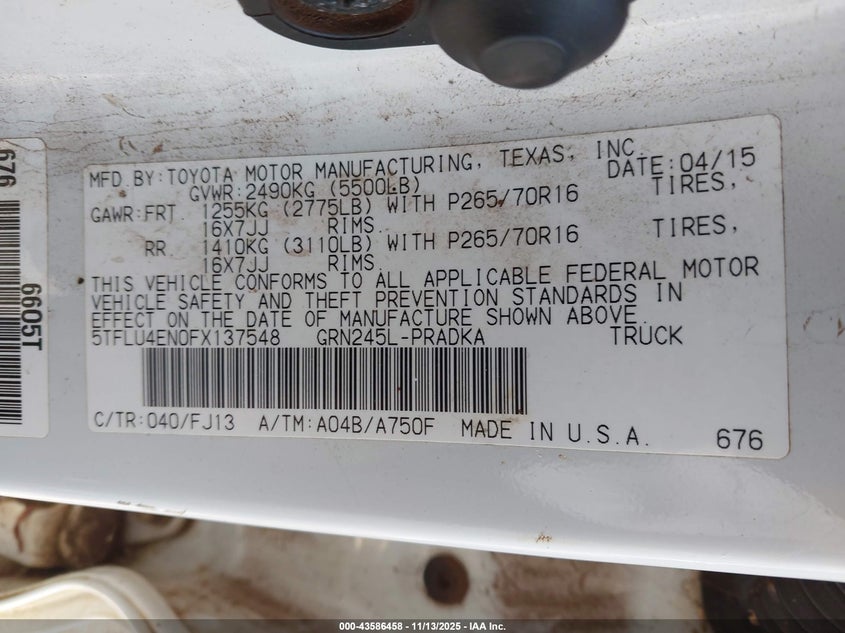 MFD. BY: TOYOTA MOTOR MANUFACTURING, TEXAS, INC.
GVWR: 2490KG (5500LB) DATE: 04/15
GAWR: FRT 1255KG (2775LB) WITH P265/70R16 TIRES,
16X7JJ RIMS.
RR 1410KG (3110LB) WITH P265/70R16 TIRES,
16X7JJ RIMS.
THIS VEHICLE CONFORMS TO ALL APPLICABLE FEDERAL MOTOR
VEHICLE SAFETY AND THEFT PREVENTION STANDARDS IN
EFFECT ON THE DATE OF MANUFACTURE SHOWN ABOVE.
5TFLU4EN0FX137548 GRN245L-PRADKA TRUCK
C/TR: 040/FJ13 A/TM: A04B/A750F MADE IN U.S.A. 676
676 6605T
000-43586458 - 11/13/2025 - IAA Inc.